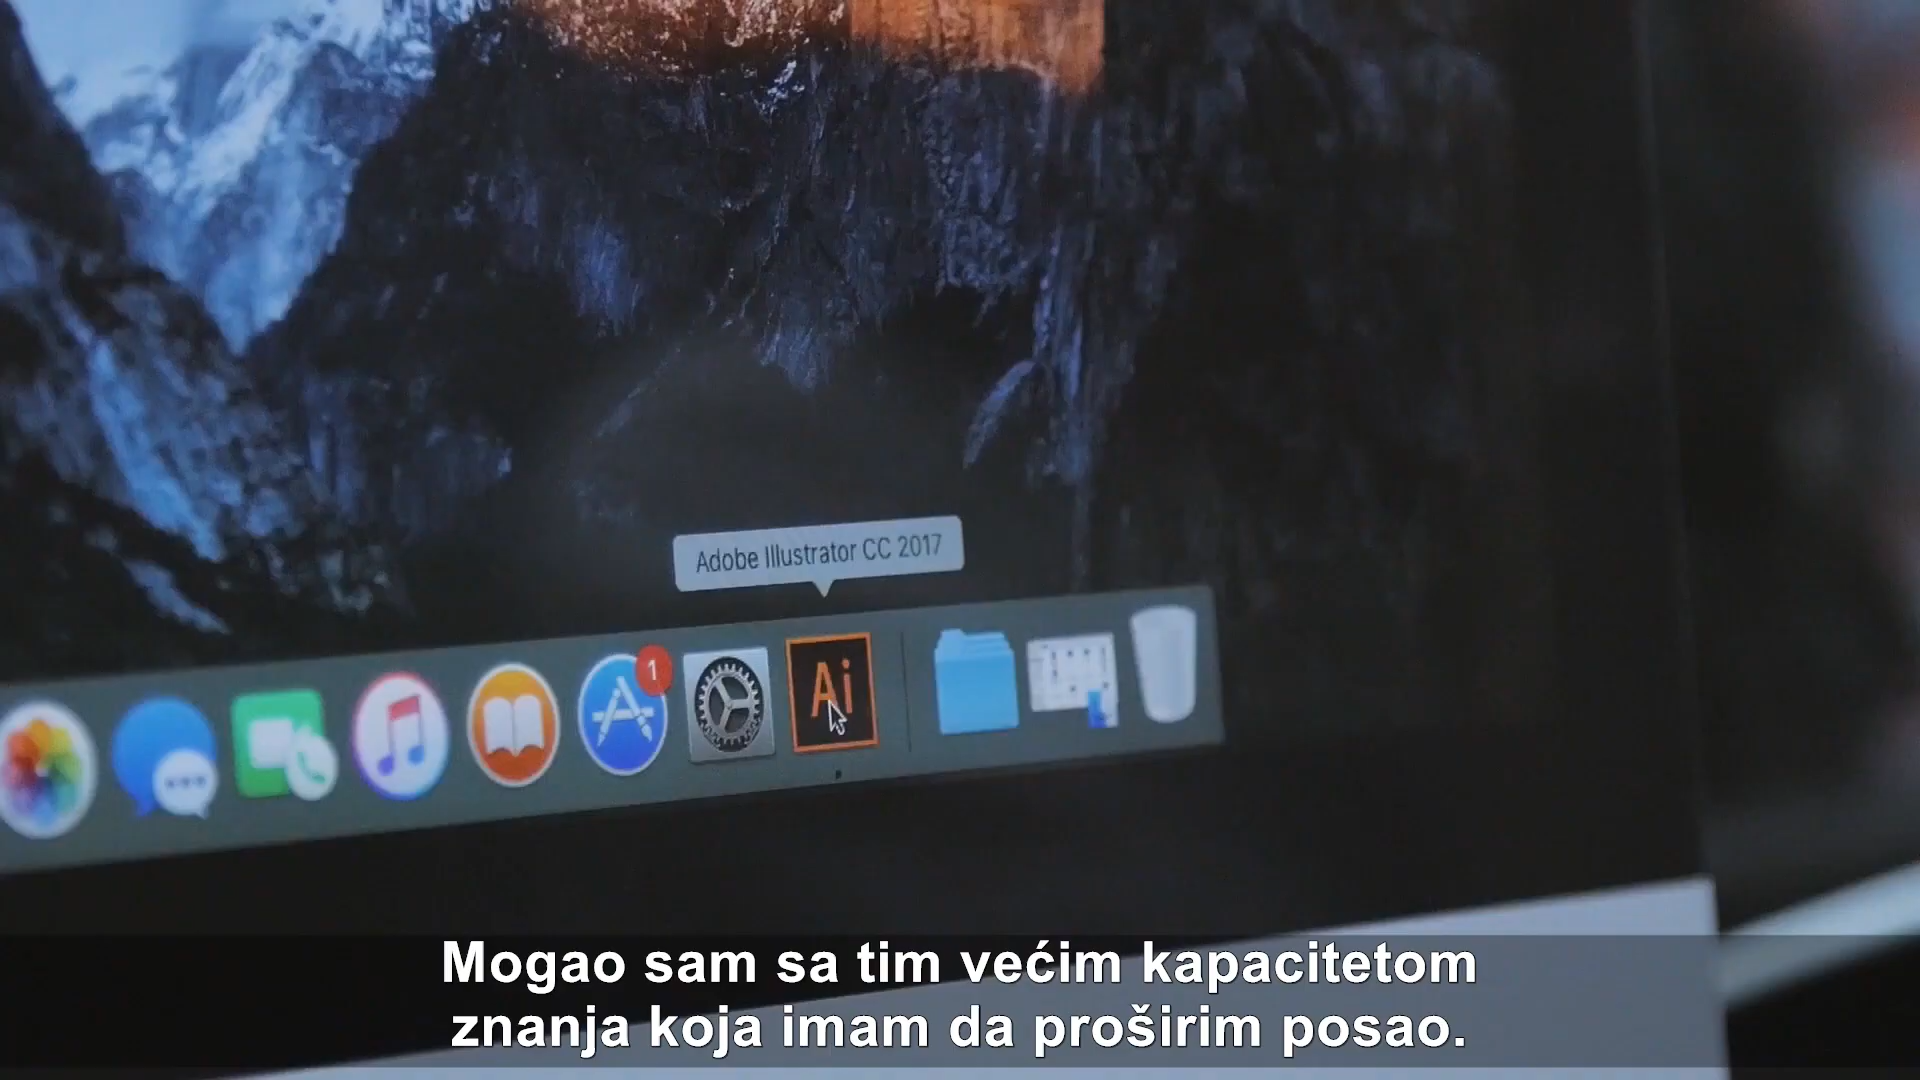 Adobe Illustrator CC 2017
1
Ai
Mogao sam sa tim većim kapacitetom
znanja koja imam da proširim posao.